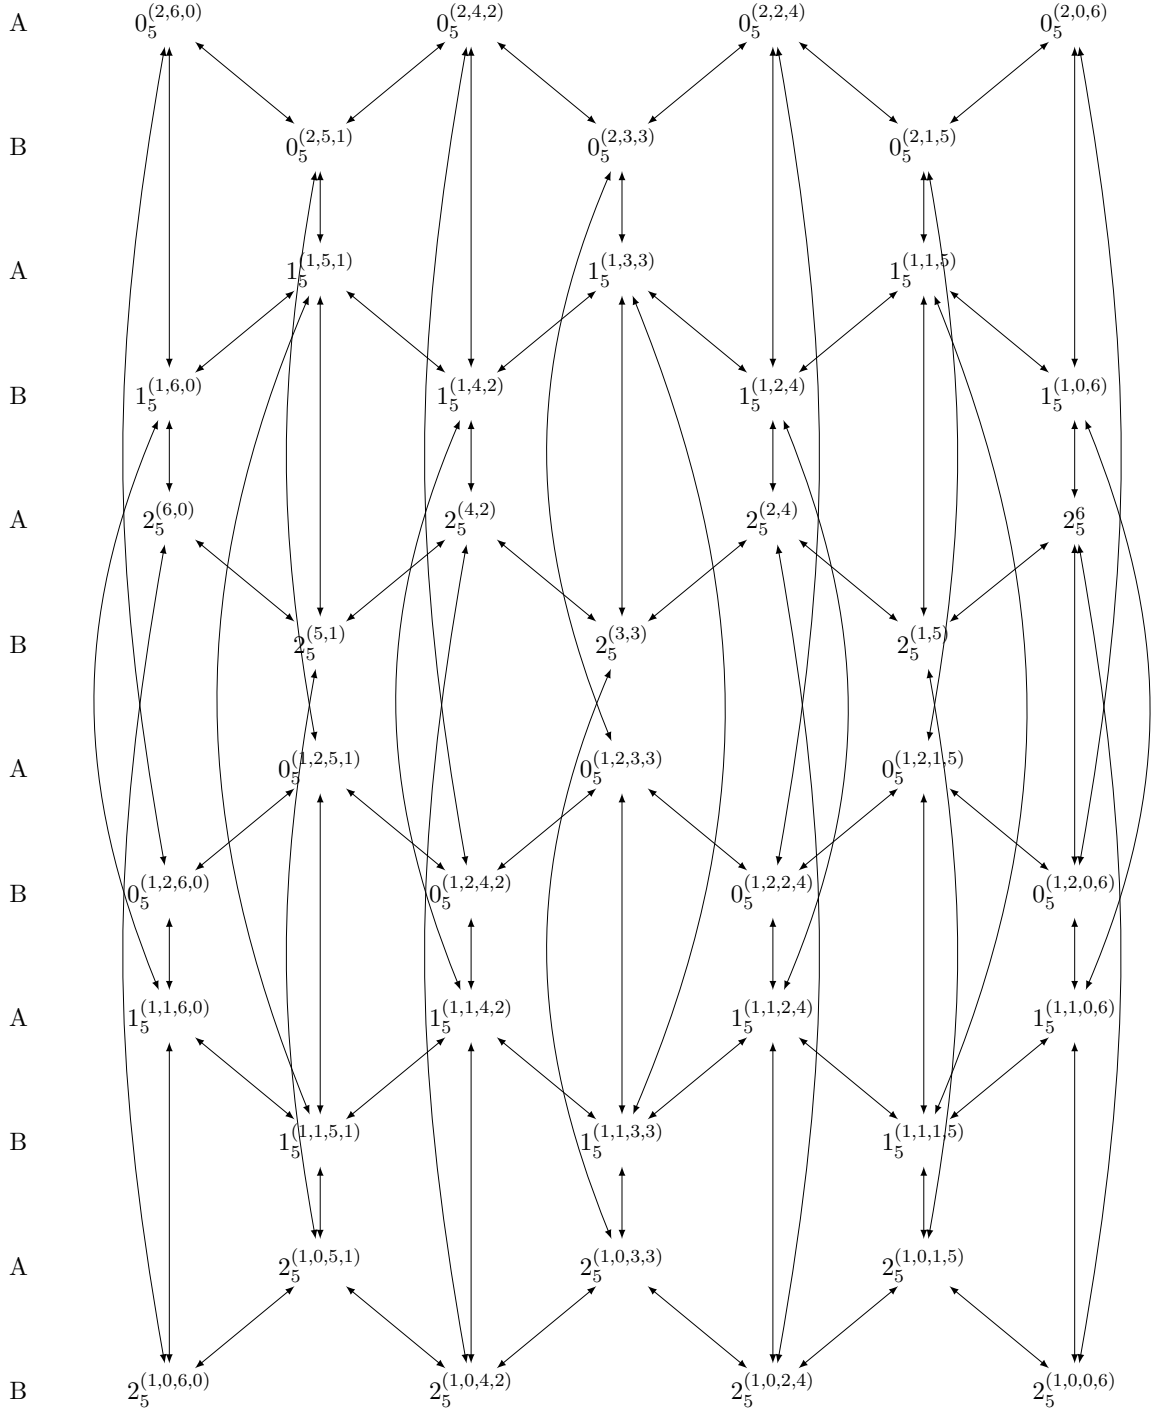 A 0_5^{(2,6,0)} 0_5^{(2,4,2)} 0_5^{(2,2,4)} 0_5^{(2,0,6)}
B 0_5^{(2,5,1)} 0_5^{(2,3,3)} 0_5^{(2,1,5)}
A 1_5^{(1,5,1)} 1_5^{(1,3,3)} 1_5^{(1,1,5)}
B 1_5^{(1,6,0)} 1_5^{(1,4,2)} 1_5^{(1,2,4)} 1_5^{(1,0,6)}
A 2_5^{(6,0)} 2_5^{(4,2)} 2_5^{(2,4)} 2_5^{6}
B 2_5^{(5,1)} 2_5^{(3,3)} 2_5^{(1,5)}
A 0_5^{(1,2,5,1)} 0_5^{(1,2,3,3)} 0_5^{(1,2,1,5)}
B 0_5^{(1,2,6,0)} 0_5^{(1,2,4,2)} 0_5^{(1,2,2,4)} 0_5^{(1,2,0,6)}
A 1_5^{(1,1,6,0)} 1_5^{(1,1,4,2)} 1_5^{(1,1,2,4)} 1_5^{(1,1,0,6)}
B 1_5^{(1,1,5,1)} 1_5^{(1,1,3,3)} 1_5^{(1,1,1,5)}
A 2_5^{(1,0,5,1)} 2_5^{(1,0,3,3)} 2_5^{(1,0,1,5)}
B 2_5^{(1,0,6,0)} 2_5^{(1,0,4,2)} 2_5^{(1,0,2,4)} 2_5^{(1,0,0,6)}